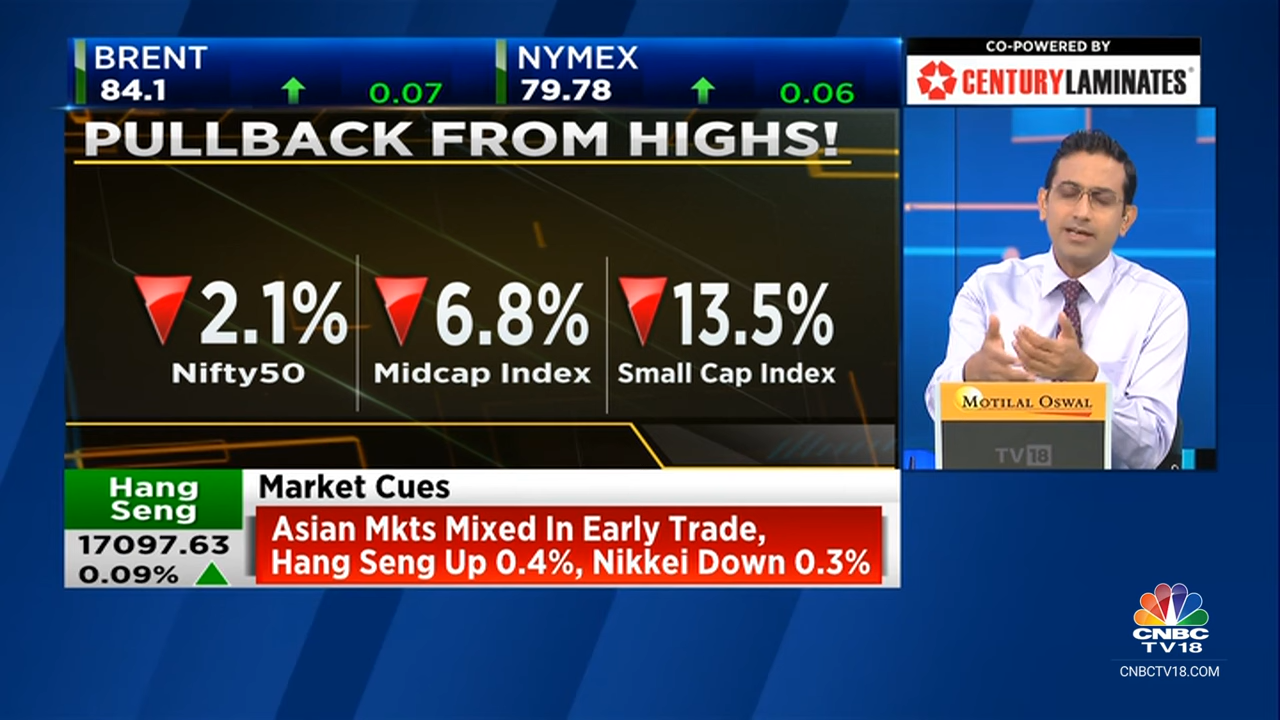 BRENT
84.1 0.07
NYMEX
79.78 0.06
CO-POWERED BY
CENTURYLAMINATES®
PULLBACK FROM HIGHS!
2.1%
Nifty50
6.8%
Midcap Index
13.5%
Small Cap Index
MOTILAL OSWAL
TV18
Hang
Seng
17097.63
0.09%
Market Cues
Asian Mkts Mixed In Early Trade,
Hang Seng Up 0.4%, Nikkei Down 0.3%
CNBC
TV18
CNBCTV18.COM